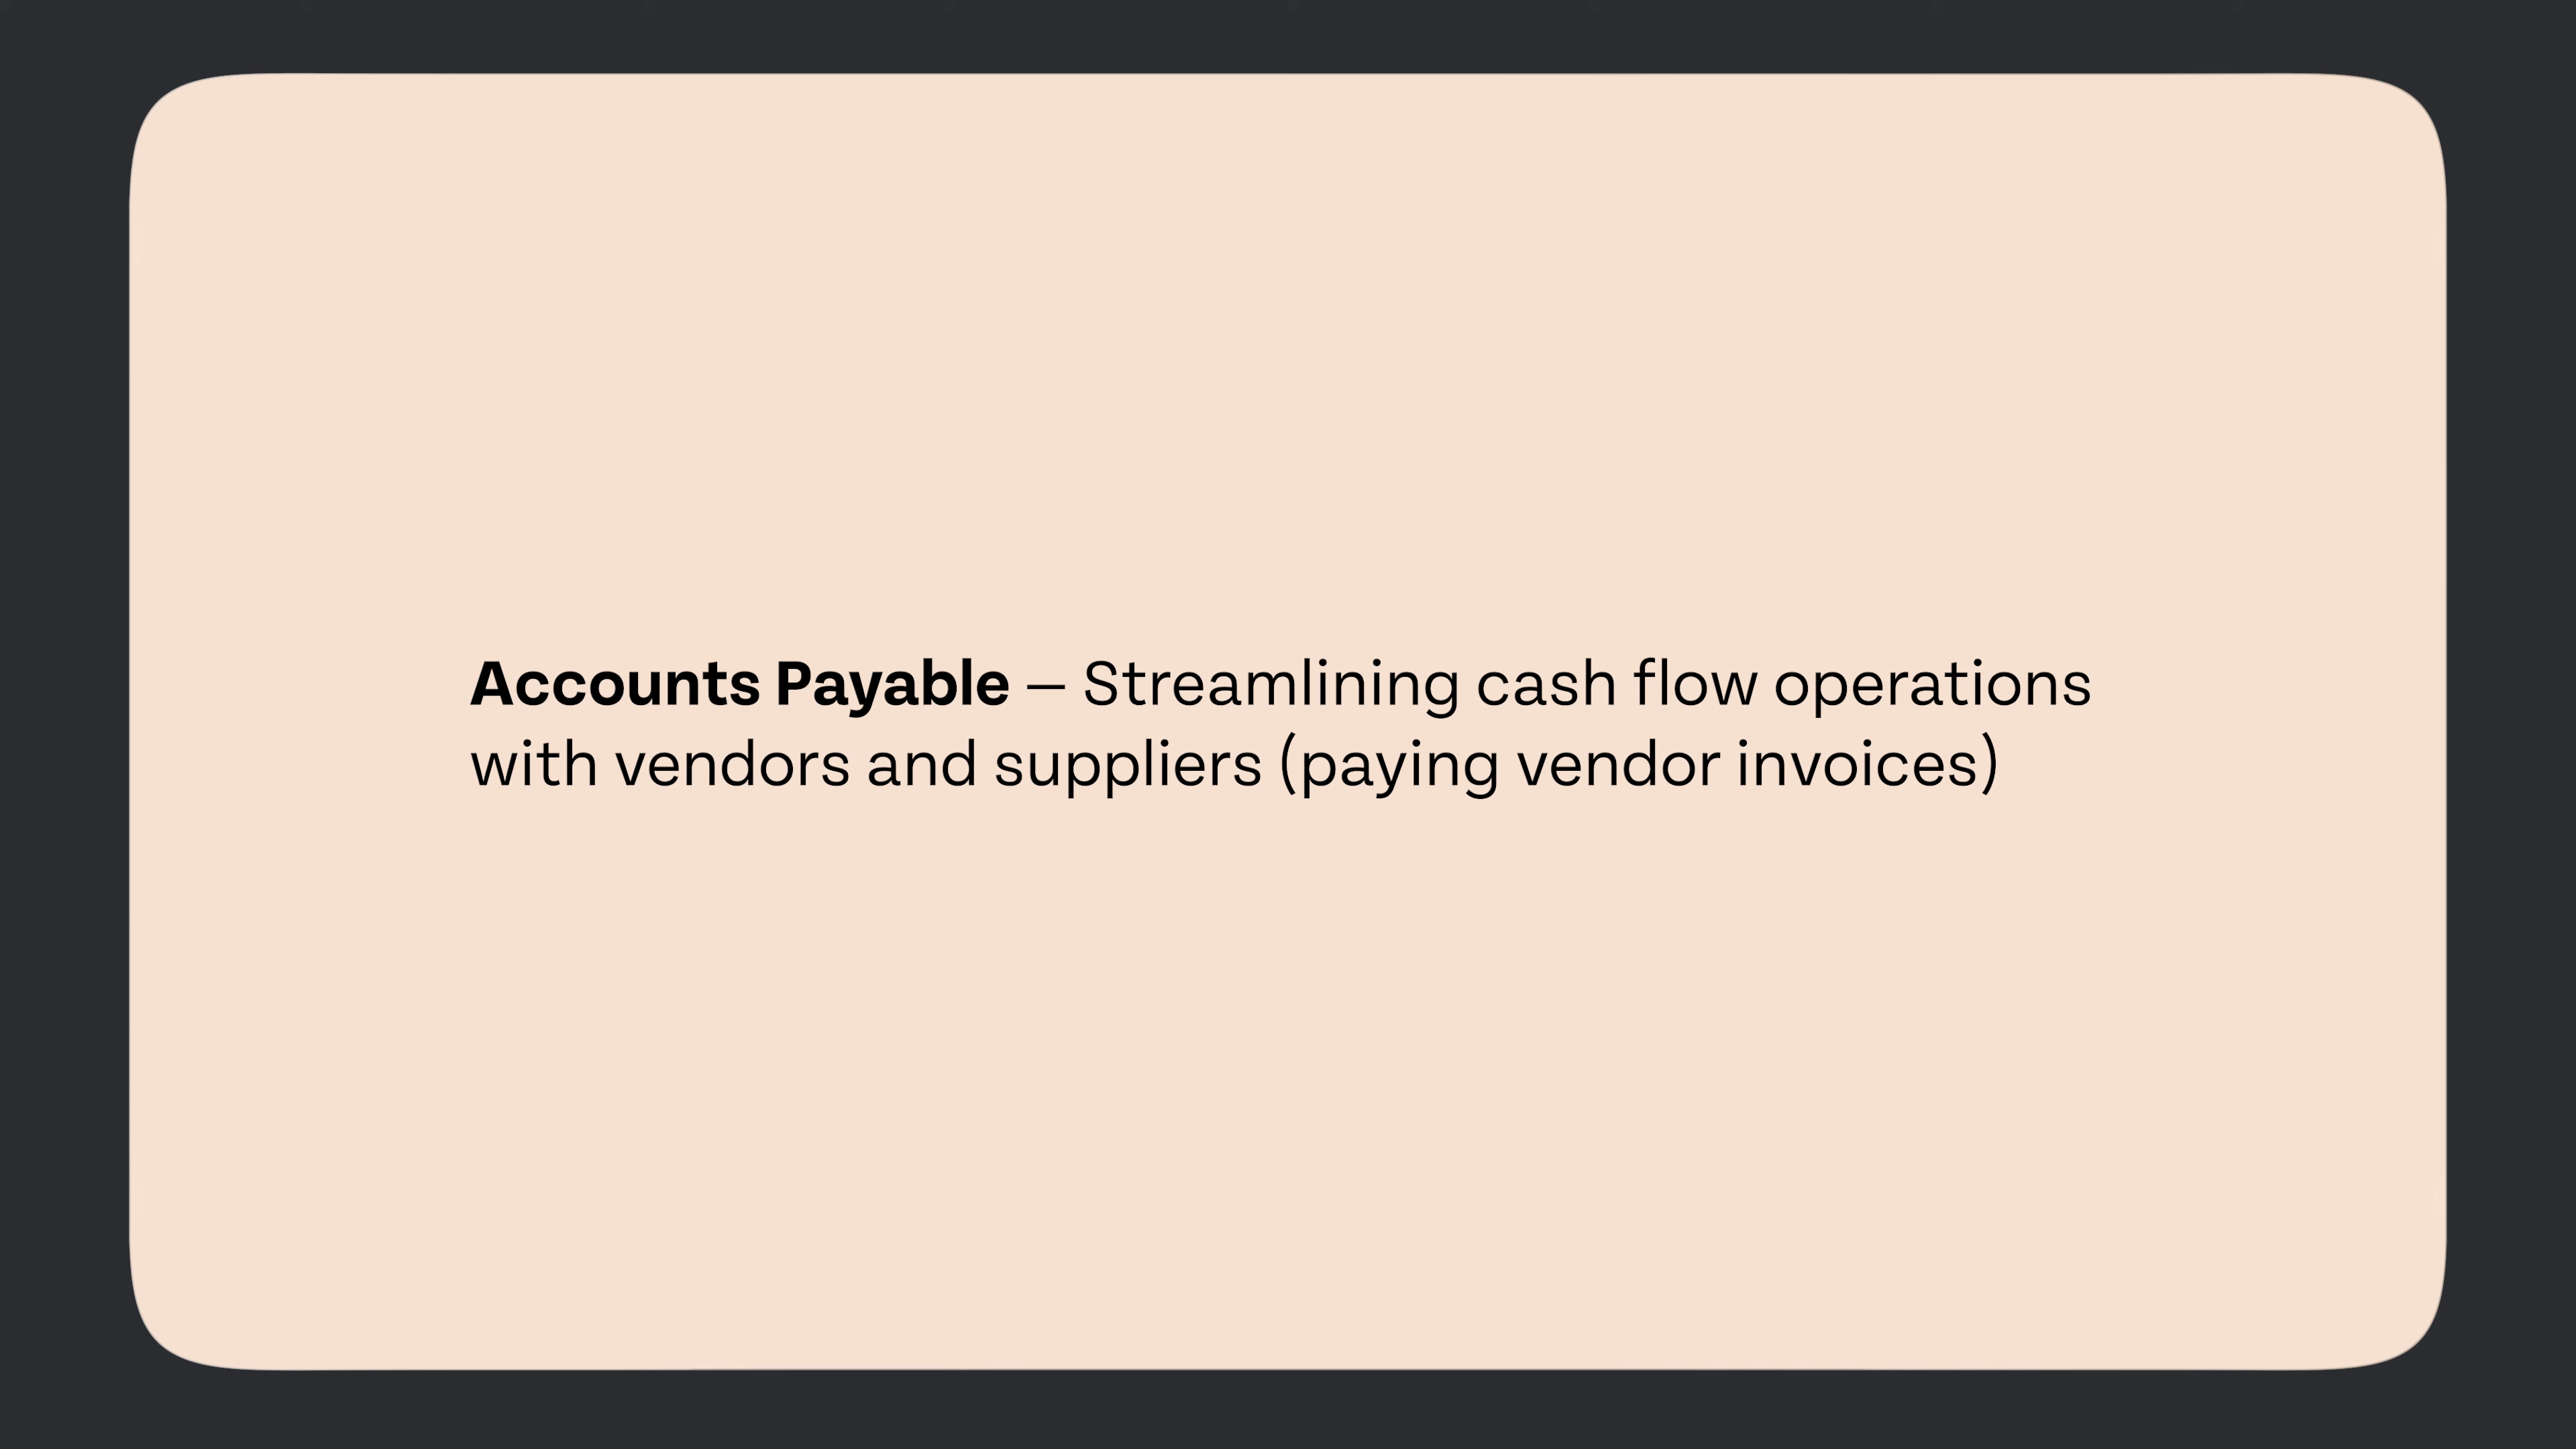 Accounts Payable — Streamlining cash flow operations
with vendors and suppliers (paying vendor invoices)